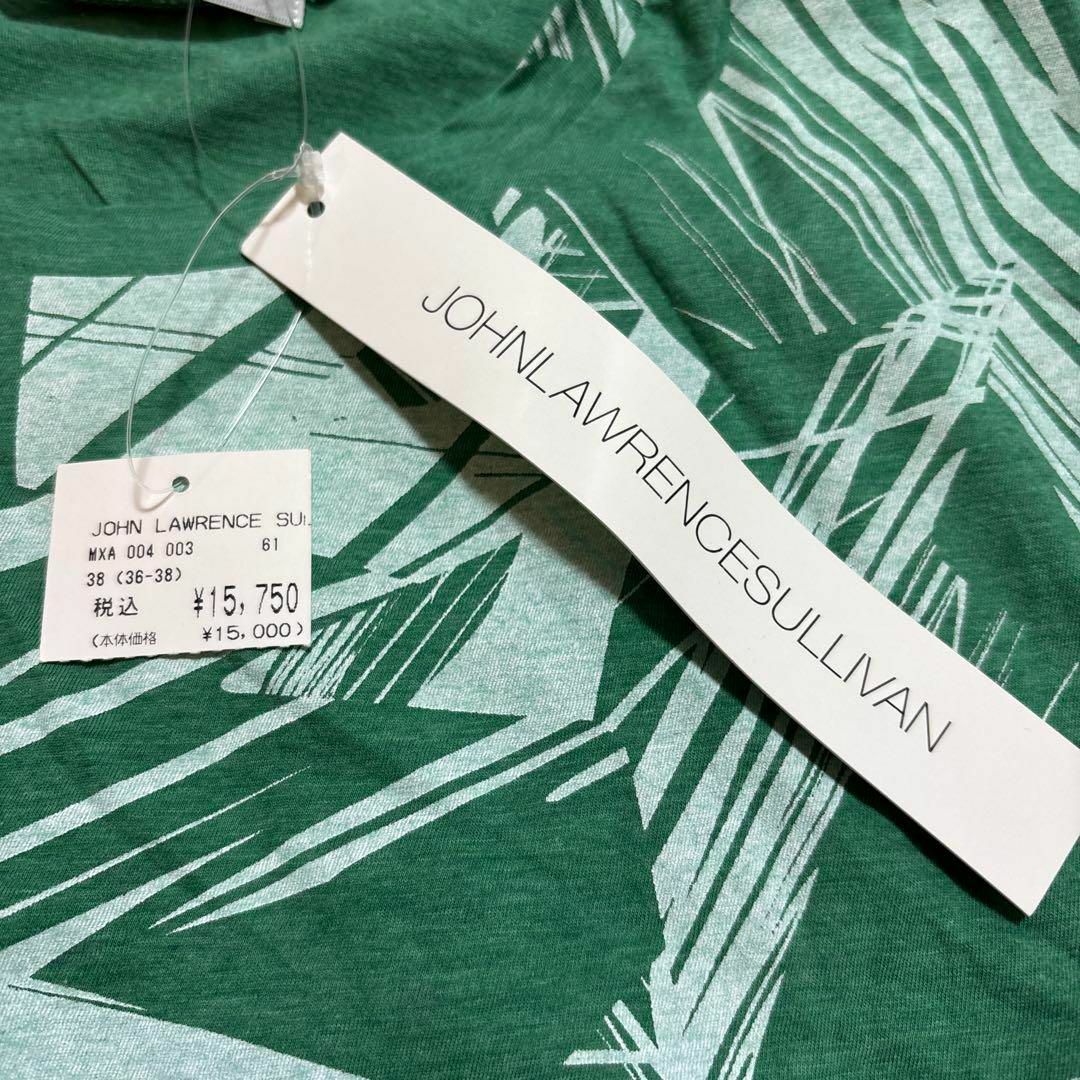 JOHNLAWRENCESULLIVAN
JOHN LAWRENCE SUL
MXA 004 003 61
38 (36-38)
税込 ¥15,750
(本体価格 ¥15,000)